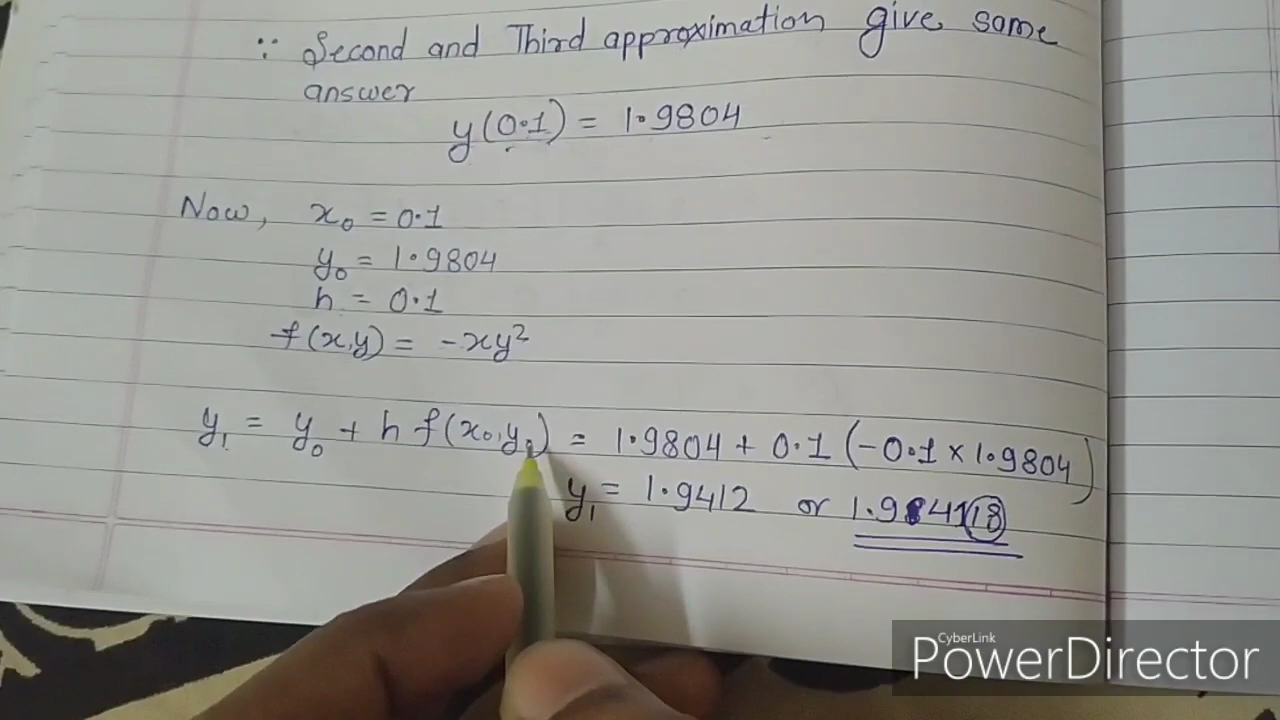 ∵ Second and Third approximation give same
answer
y(0.1) = 1.9804
Now, x₀ = 0.1
y₀ = 1.9804
h = 0.1
f(x,y) = -xy²
y₁ = y₀ + h f(x₀,y₀) = 1.9804 + 0.1 (-0.1 × 1.9804)
y₁ = 1.9412 or
CyberLink
PowerDirector